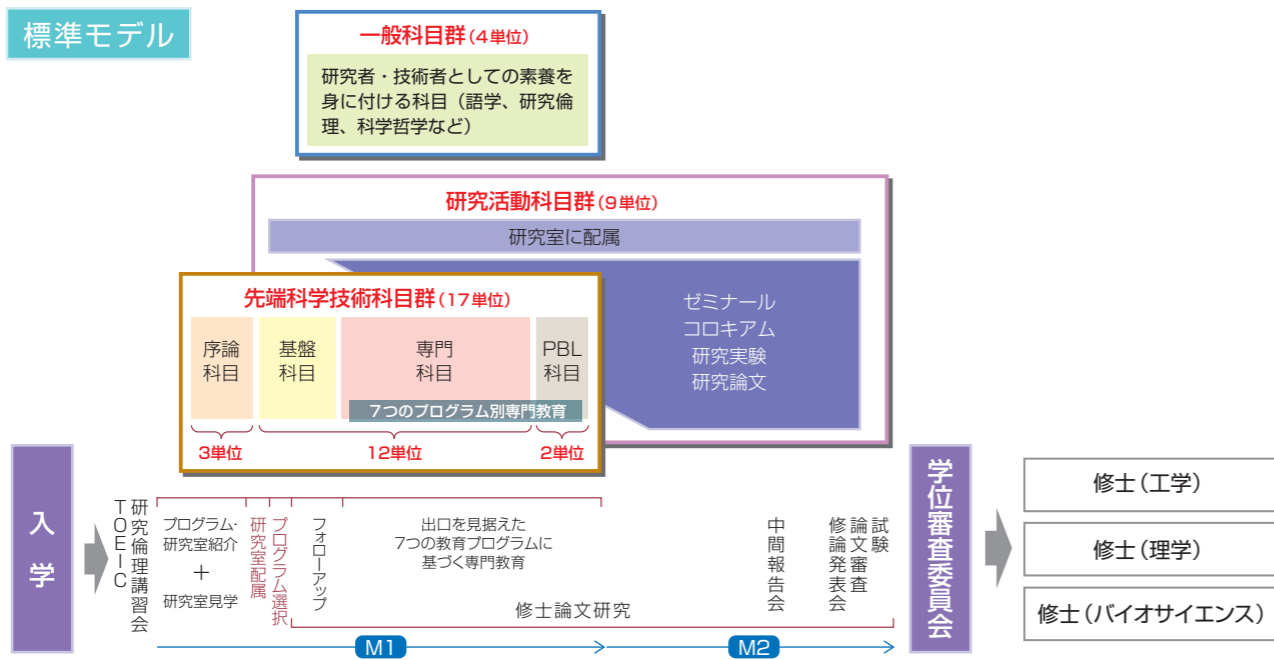 標準モデル
一般科目群(4単位)
研究者・技術者としての素養を
身に付ける科目（語学、研究倫
理、科学哲学など）
研究活動科目群(9単位)
研究室に配属
ゼミナール
コロキアム
研究実験
研究論文
先端科学技術科目群(17単位)
序論
科目
基盤
科目
専門
科目
PBL
科目
7つのプログラム別専門教育
3単位
12単位
2単位
入学
研究倫理講習会
TOEIC
プログラム・
研究室紹介
+
研究室見学
研究室配属
プログラム選択
フォローアップ
出口を見据えた
7つの教育プログラムに
基づく専門教育
修士論文研究
中間報告会
試験
論文審査
修論発表会
M1
M2
学位審査委員会
修士（工学）
修士（理学）
修士（バイオサイエンス）